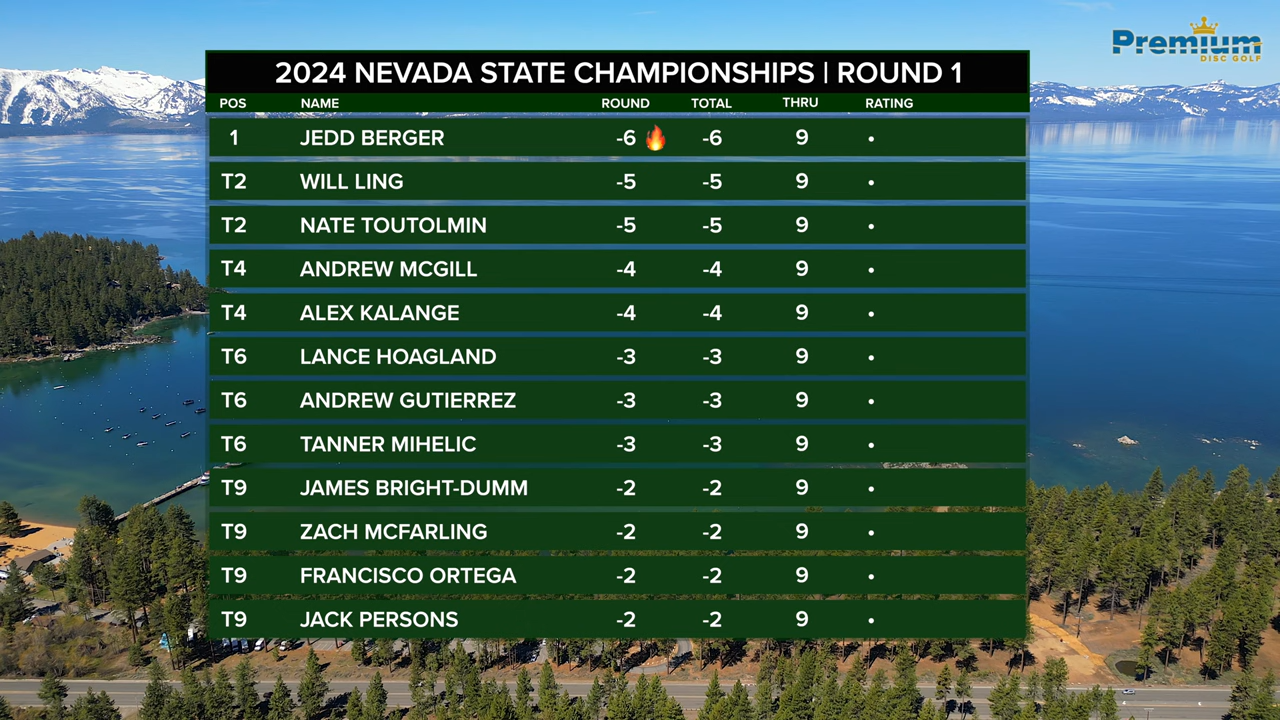 Premium
DISC GOLF
2024 NEVADA STATE CHAMPIONSHIPS | ROUND 1
POS NAME ROUND TOTAL THRU RATING
1 JEDD BERGER -6 🔥 -6 9 •
T2 WILL LING -5 -5 9 •
T2 NATE TOUTOLMIN -5 -5 9 •
T4 ANDREW MCGILL -4 -4 9 •
T4 ALEX KALANGE -4 -4 9 •
T6 LANCE HOAGLAND -3 -3 9 •
T6 ANDREW GUTIERREZ -3 -3 9 •
T6 TANNER MIHELIC -3 -3 9 •
T9 JAMES BRIGHT-DUMM -2 -2 9 •
T9 ZACH MCFARLING -2 -2 9 •
T9 FRANCISCO ORTEGA -2 -2 9 •
T9 JACK PERSONS -2 -2 9 •